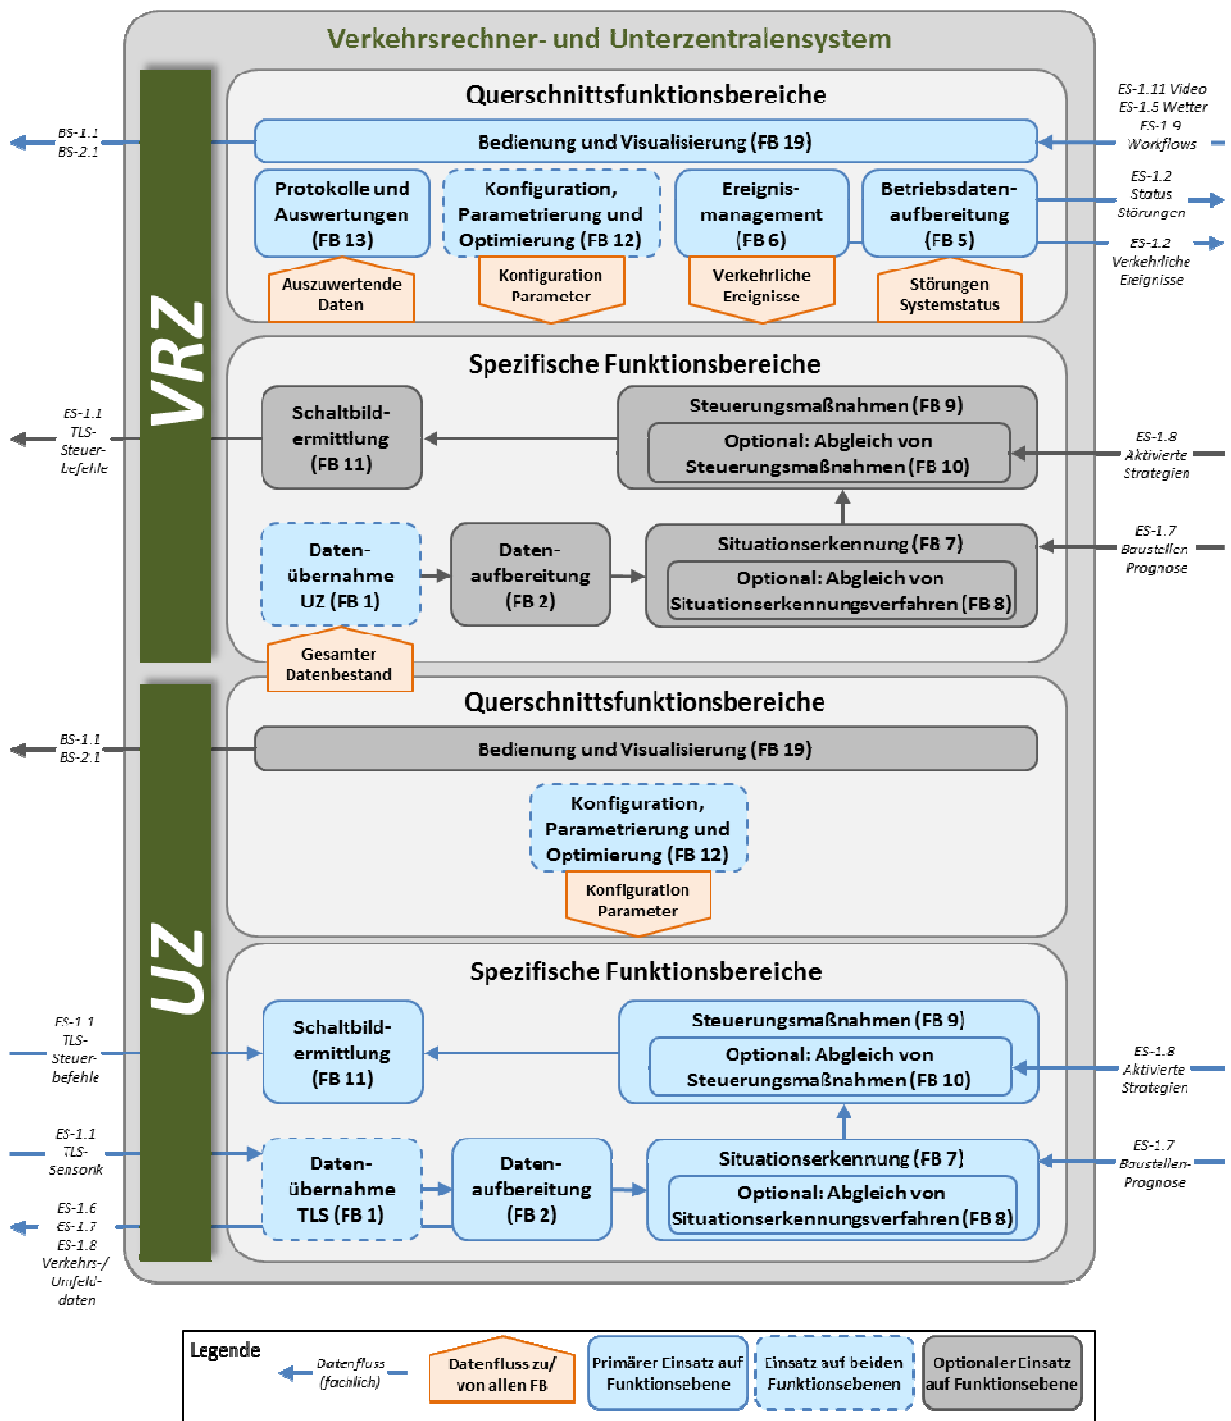 Verkehrsrechner- und Unterzentralensystem
VRZ
Querschnittsfunktionsbereiche
BS-1.1
BS-2.1
Bedienung und Visualisierung (FB 19)
ES-1.11 Video
ES-1.5 Wetter
ES-1.9
Workflows
Protokolle und
Auswertungen
(FB 13)
Konfiguration,
Parametrierung und
Optimierung (FB 12)
Ereignis-
management
(FB 6)
Betriebsdaten-
aufbereitung
(FB 5)
ES-1.2
Status
Störungen
ES-1.2
Verkehrliche
Ereignisse
Auszuwertende
Daten
Konfiguration
Parameter
Verkehrliche
Ereignisse
Störungen
Systemstatus
Spezifische Funktionsbereiche
ES-1.1
TLS-
Steuer-
befehle
Schaltbild-
ermittlung
(FB 11)
Steuerungsmaßnahmen (FB 9)
Optional: Abgleich von
Steuerungsmaßnahmen (FB 10)
ES-1.8
Aktivierte
Strategien
Daten-
übernahme
UZ (FB 1)
Daten-
aufbereitung
(FB 2)
Situationserkennung (FB 7)
Optional: Abgleich von
Situationserkennungsverfahren (FB 8)
ES-1.7
Baustellen-
Prognose
Gesamter
Datenbestand
UZ
Querschnittsfunktionsbereiche
BS-1.1
BS-2.1
Bedienung und Visualisierung (FB 19)
Konfiguration,
Parametrierung und
Optimierung (FB 12)
Konfiguration
Parameter
Spezifische Funktionsbereiche
ES-1.1
TLS-
Steuer-
befehle
Schaltbild-
ermittlung
(FB 11)
Steuerungsmaßnahmen (FB 9)
Optional: Abgleich von
Steuerungsmaßnahmen (FB 10)
ES-1.8
Aktivierte
Strategien
ES-1.1
TLS-
Sensorik
Daten-
übernahme
TLS (FB 1)
Daten-
aufbereitung
(FB 2)
Situationserkennung (FB 7)
Optional: Abgleich von
Situationserkennungsverfahren (FB 8)
ES-1.7
Baustellen-
Prognose
ES-1.6
ES-1.7
ES-1.8
Verkehrs-/
Umfeld-
daten
Legende
Datenfluss
(fachlich)
Datenfluss zu/
von allen FB
Primärer Einsatz auf
Funktionsebene
Einsatz auf beiden
Funktionsebenen
Optionaler Einsatz
auf Funktionsebene